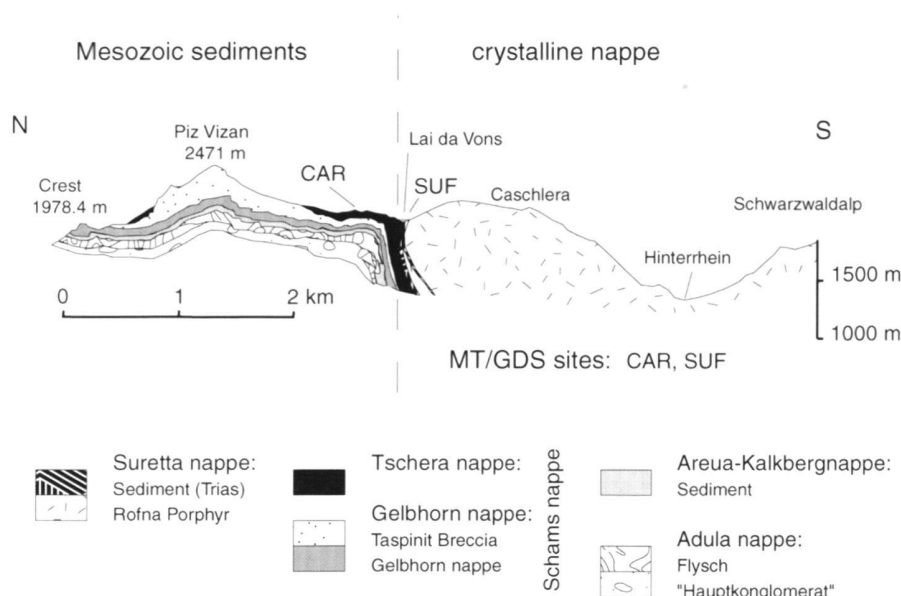 Mesozoic sediments
crystalline nappe
N
S
Piz Vizan
2471 m
Lai da Vons
CAR
SUF
Crest
1978.4 m
Caschlera
Schwarzwaldalp
Hinterrhein
1500 m
1000 m
0 1 2 km
MT/GDS sites: CAR, SUF
Suretta nappe:
Sediment (Trias)
Rofna Porphyr
Tschera nappe:
Gelbhorn nappe:
Taspinit Breccia
Gelbhorn nappe
Schams nappe
Areua-Kalkbergnappe:
Sediment
Adula nappe:
Flysch
"Hauptkonglomerat"